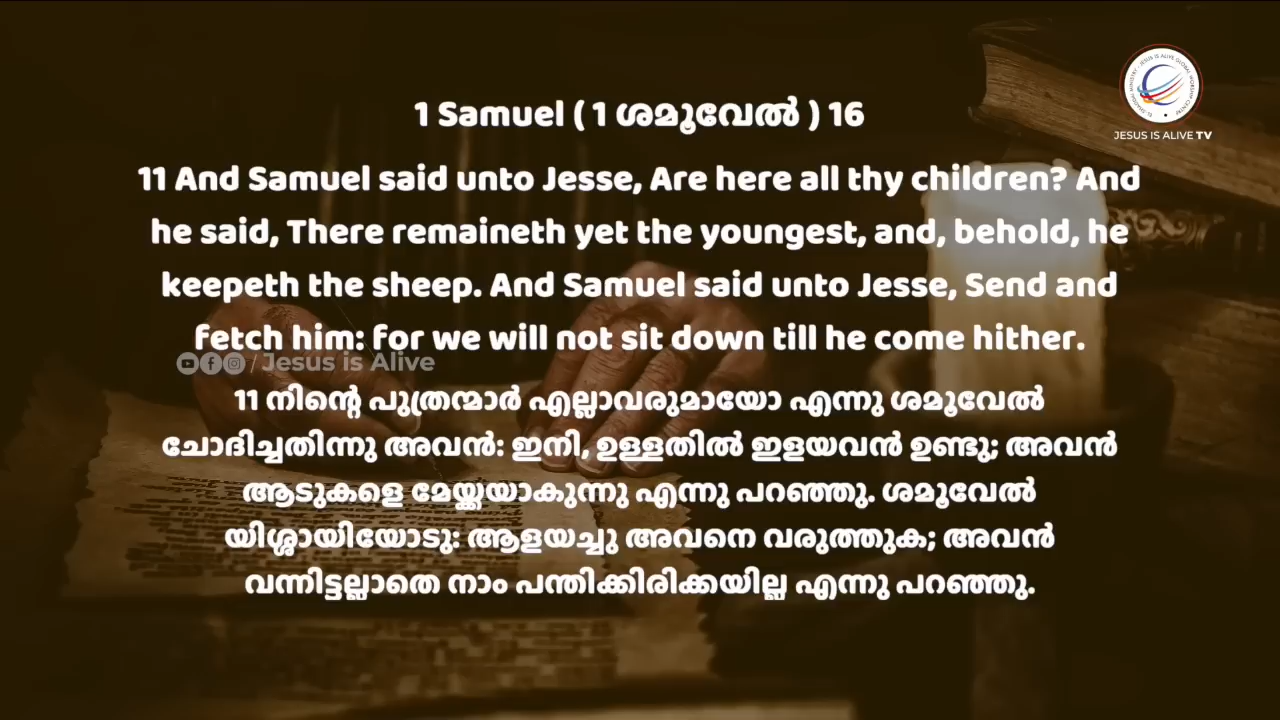 JESUS IS ALIVE TV
1 Samuel ( 1 ശമൂവേൽ ) 16
11 And Samuel said unto Jesse, Are here all thy children? And
he said, There remaineth yet the youngest, and, behold, he
keepeth the sheep. And Samuel said unto Jesse, Send and
fetch him: for we will not sit down till he come hither.
/ Jesus is Alive
11 നിന്റെ പുത്രന്മാർ എല്ലാവരുമായോ എന്നു ശമൂവേൽ
ചോദിച്ചതിന്നു അവൻ: ഇനി, ഉള്ളതിൽ ഇളയവൻ ഉണ്ടു; അവൻ
ആടുകളെ മേയ്ക്കയാകുന്നു എന്നു പറഞ്ഞു. ശമൂവേൽ
യിശ്ശായിയോടു: ആളയച്ചു അവനെ വരുത്തുക; അവൻ
വന്നിട്ടല്ലാതെ നാം പന്തിക്കിരിക്കയില്ല എന്നു പറഞ്ഞു.